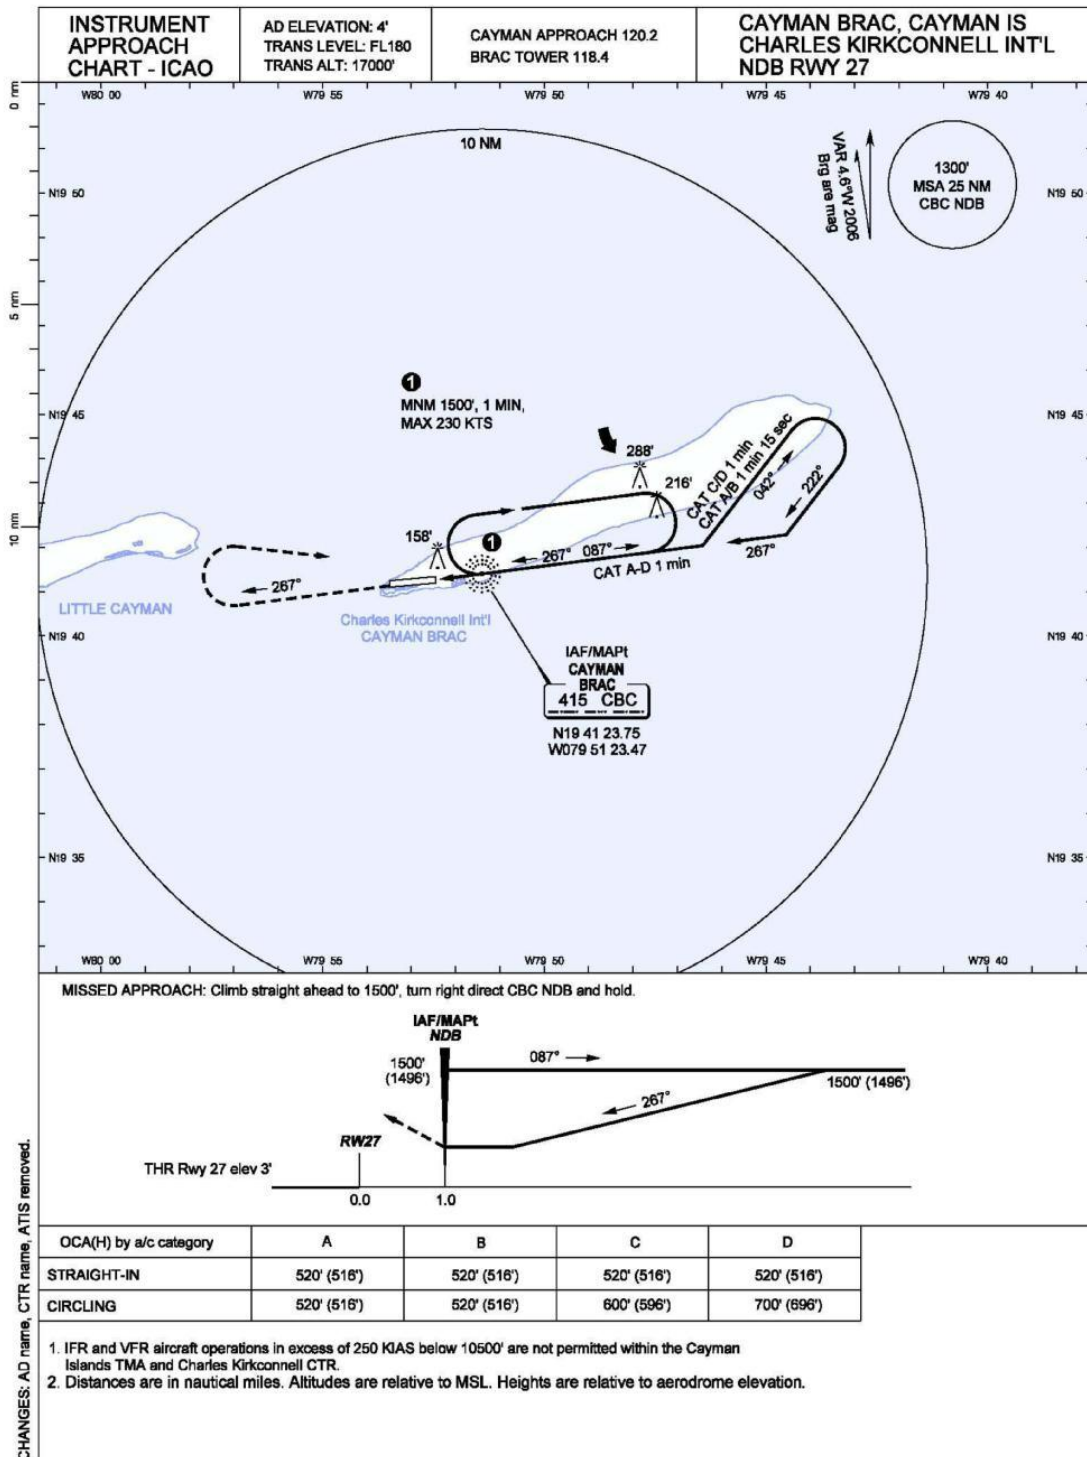 INSTRUMENT
APPROACH
CHART - ICAO
AD ELEVATION: 4'
TRANS LEVEL: FL180
TRANS ALT: 17000'
CAYMAN APPROACH 120.2
BRAC TOWER 118.4
CAYMAN BRAC, CAYMAN IS
CHARLES KIRKCONNELL INT'L
NDB RWY 27
0 nm
W80 00
W79 55
W79 50
W79 45
W79 40
10 NM
VAR 4.6°W 2006
Brg are mag
1300'
MSA 25 NM
CBC NDB
N19 50
N19 50
5 nm
1
MNM 1500', 1 MIN,
MAX 230 KTS
N19 45
N19 45
288'
216'
CAT C/D 1 min
CAT A/B 1 min 15 sec
042°
222°
10 nm
158'
1
267°
087°
267°
CAT A-D 1 min
267°
LITTLE CAYMAN
Charles Kirkconnell Int'l
CAYMAN BRAC
N19 40
N19 40
IAF/MAPt
CAYMAN
BRAC
415 CBC
N19 41 23.75
W079 51 23.47
N19 35
N19 35
W80 00
W79 55
W79 50
W79 45
W79 40
MISSED APPROACH: Climb straight ahead to 1500', turn right direct CBC NDB and hold.
IAF/MAPt
NDB
1500'
(1496')
087°
1500' (1496')
267°
RW27
THR Rwy 27 elev 3'
0.0
1.0
OCA(H) by a/c category A B C D
STRAIGHT-IN 520' (516') 520' (516') 520' (516') 520' (516')
CIRCLING 520' (516') 520' (516') 600' (596') 700' (696')
1. IFR and VFR aircraft operations in excess of 250 KIAS below 10500' are not permitted within the Cayman
Islands TMA and Charles Kirkconnell CTR.
2. Distances are in nautical miles. Altitudes are relative to MSL. Heights are relative to aerodrome elevation.
CHANGES: AD name, CTR name, ATIS removed.